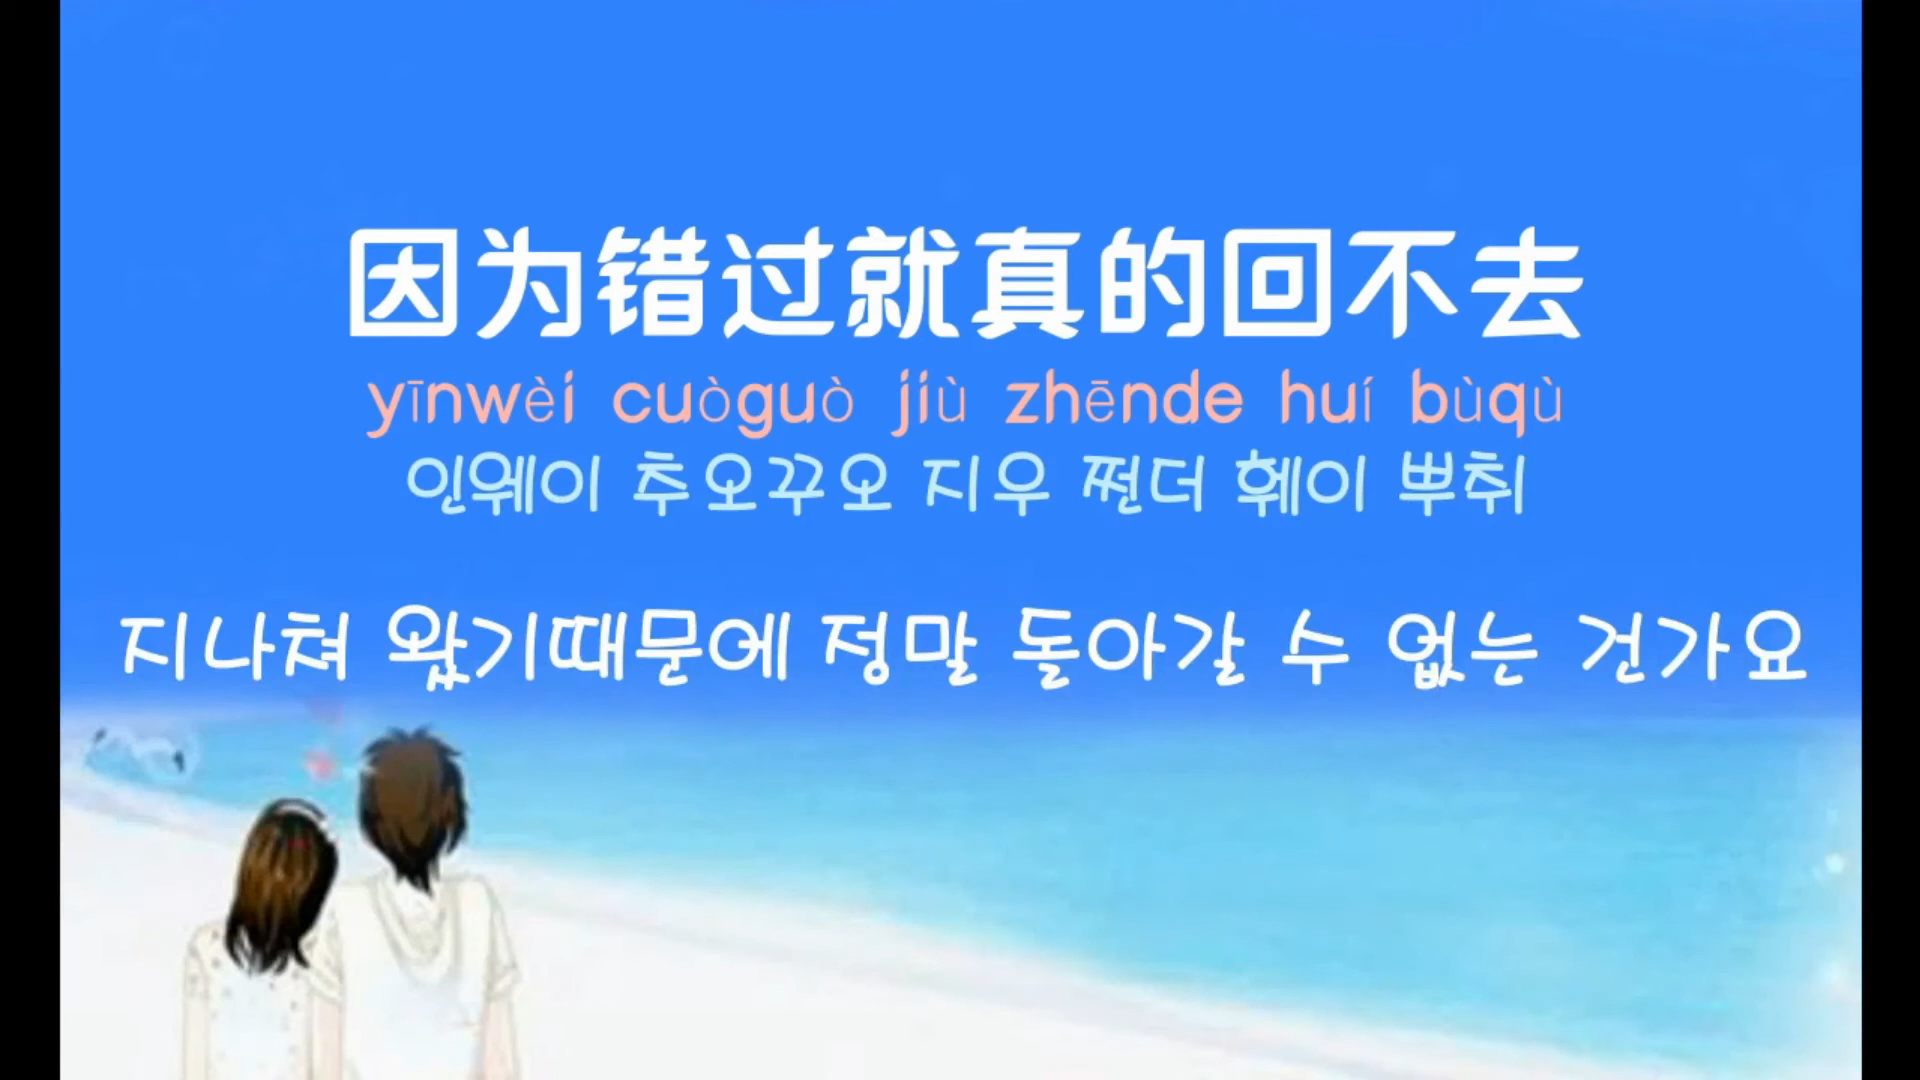 因为错过就真的回不去
yīnwèi cuòguò jiù zhēnde huí bùqù
인웨이 추오꾸오 지우 쩐더 훼이 뿌취
지나쳐 왔기때문에 정말 돌아갈 수 없는 건가요